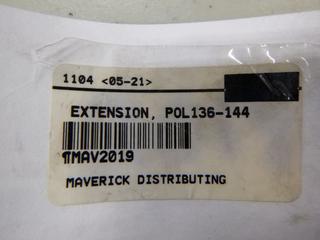 1104 <05-21>
EXTENSION, POL136-144
¶MAV2019
MAVERICK DISTRIBUTING